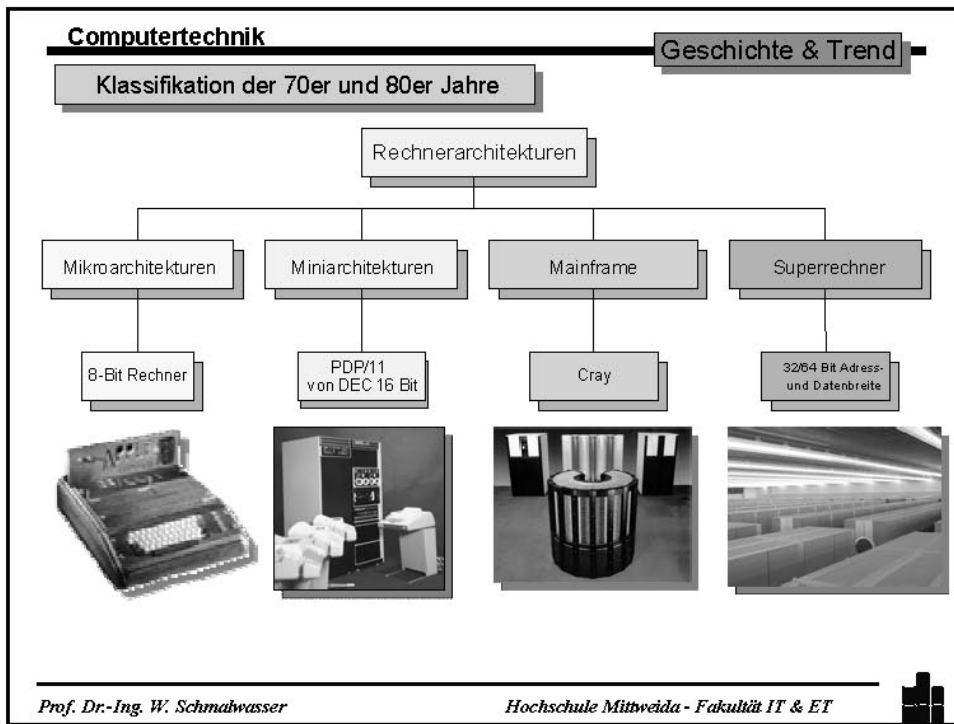 Computertechnik
Geschichte & Trend
Klassifikation der 70er und 80er Jahre
Rechnerarchitekturen
Mikroarchitekturen
Miniarchitekturen
Mainframe
Superrechner
8-Bit Rechner
PDP/11
von DEC 16 Bit
Cray
32/64 Bit Adress-
und Datenbreite
Prof. Dr.-Ing. W. Schmalwasser
Hochschule Mittweida - Fakultät IT & ET